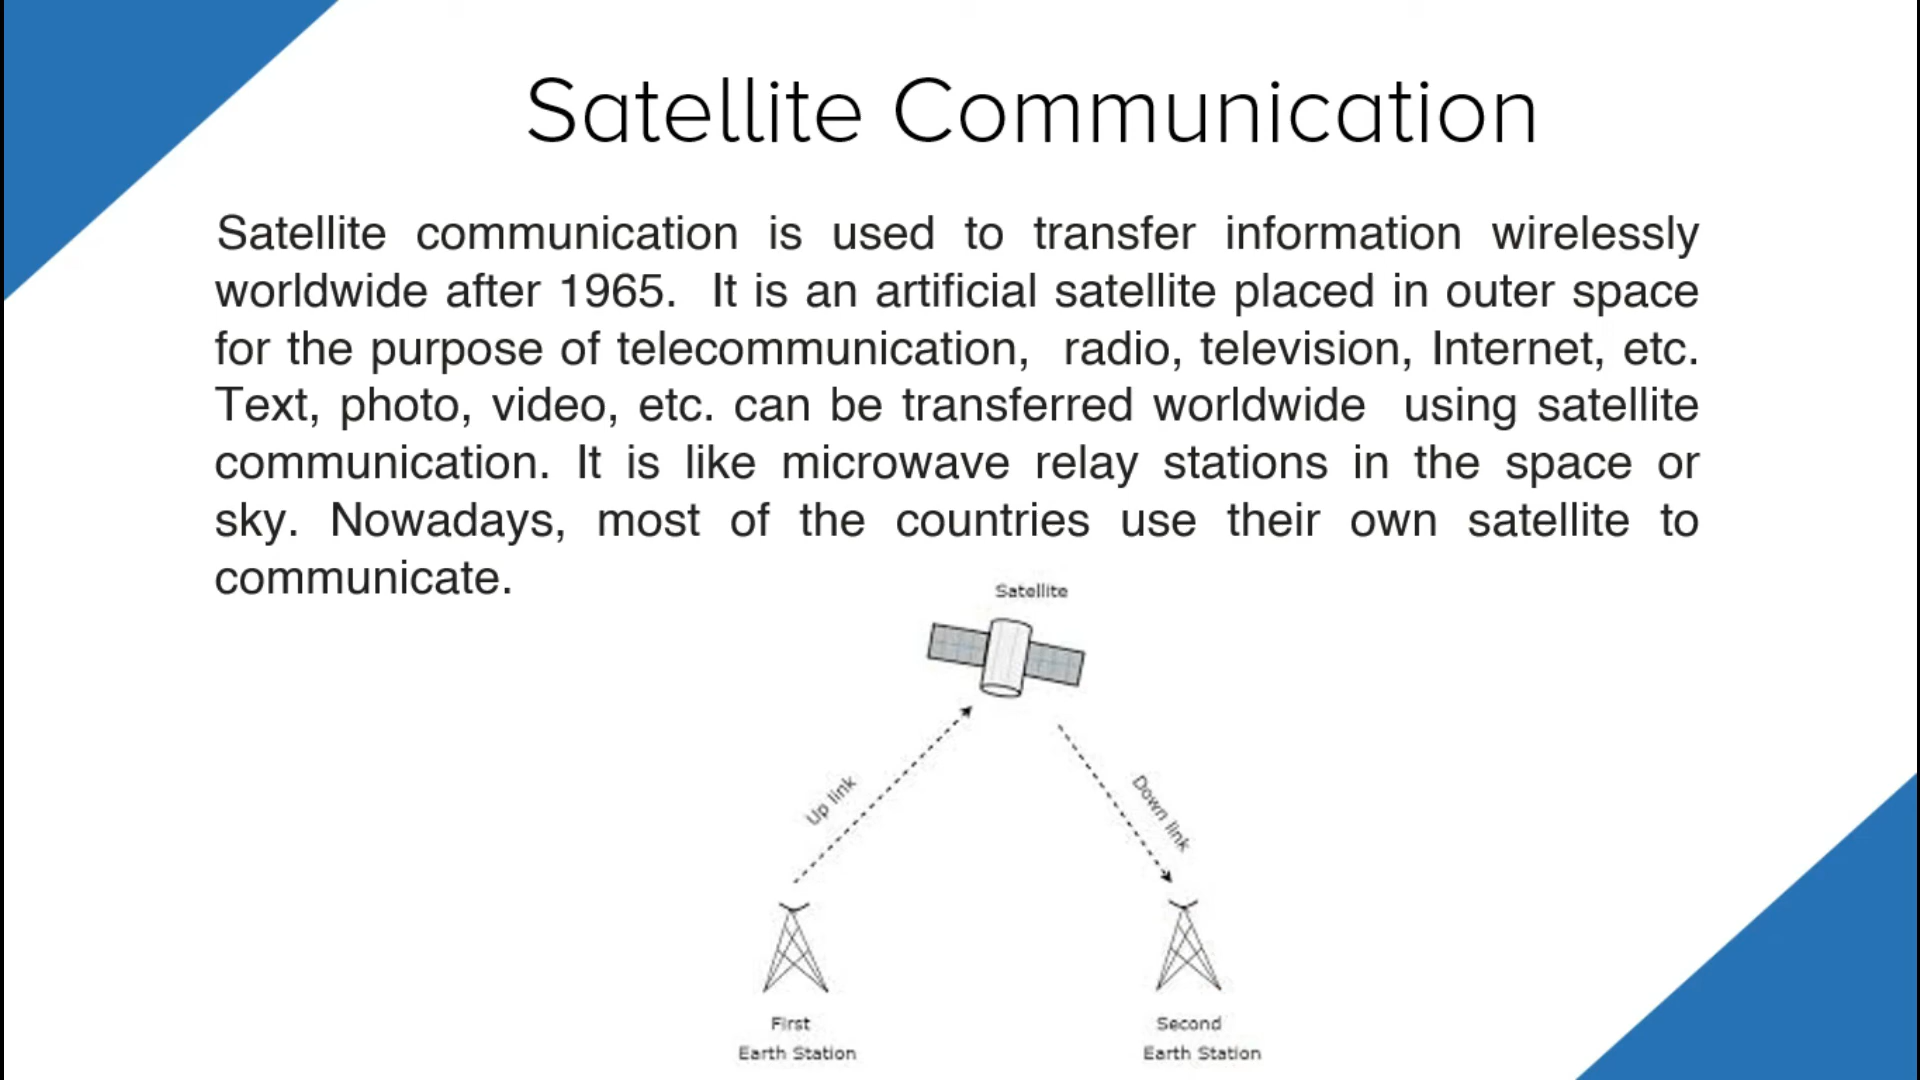 Satellite Communication
Satellite communication is used to transfer information wirelessly
worldwide after 1965. It is an artificial satellite placed in outer space
for the purpose of telecommunication, radio, television, Internet, etc.
Text, photo, video, etc. can be transferred worldwide using satellite
communication. It is like microwave relay stations in the space or
sky. Nowadays, most of the countries use their own satellite to
communicate.
Satellite
Up link
Down link
First
Earth Station
Second
Earth Station